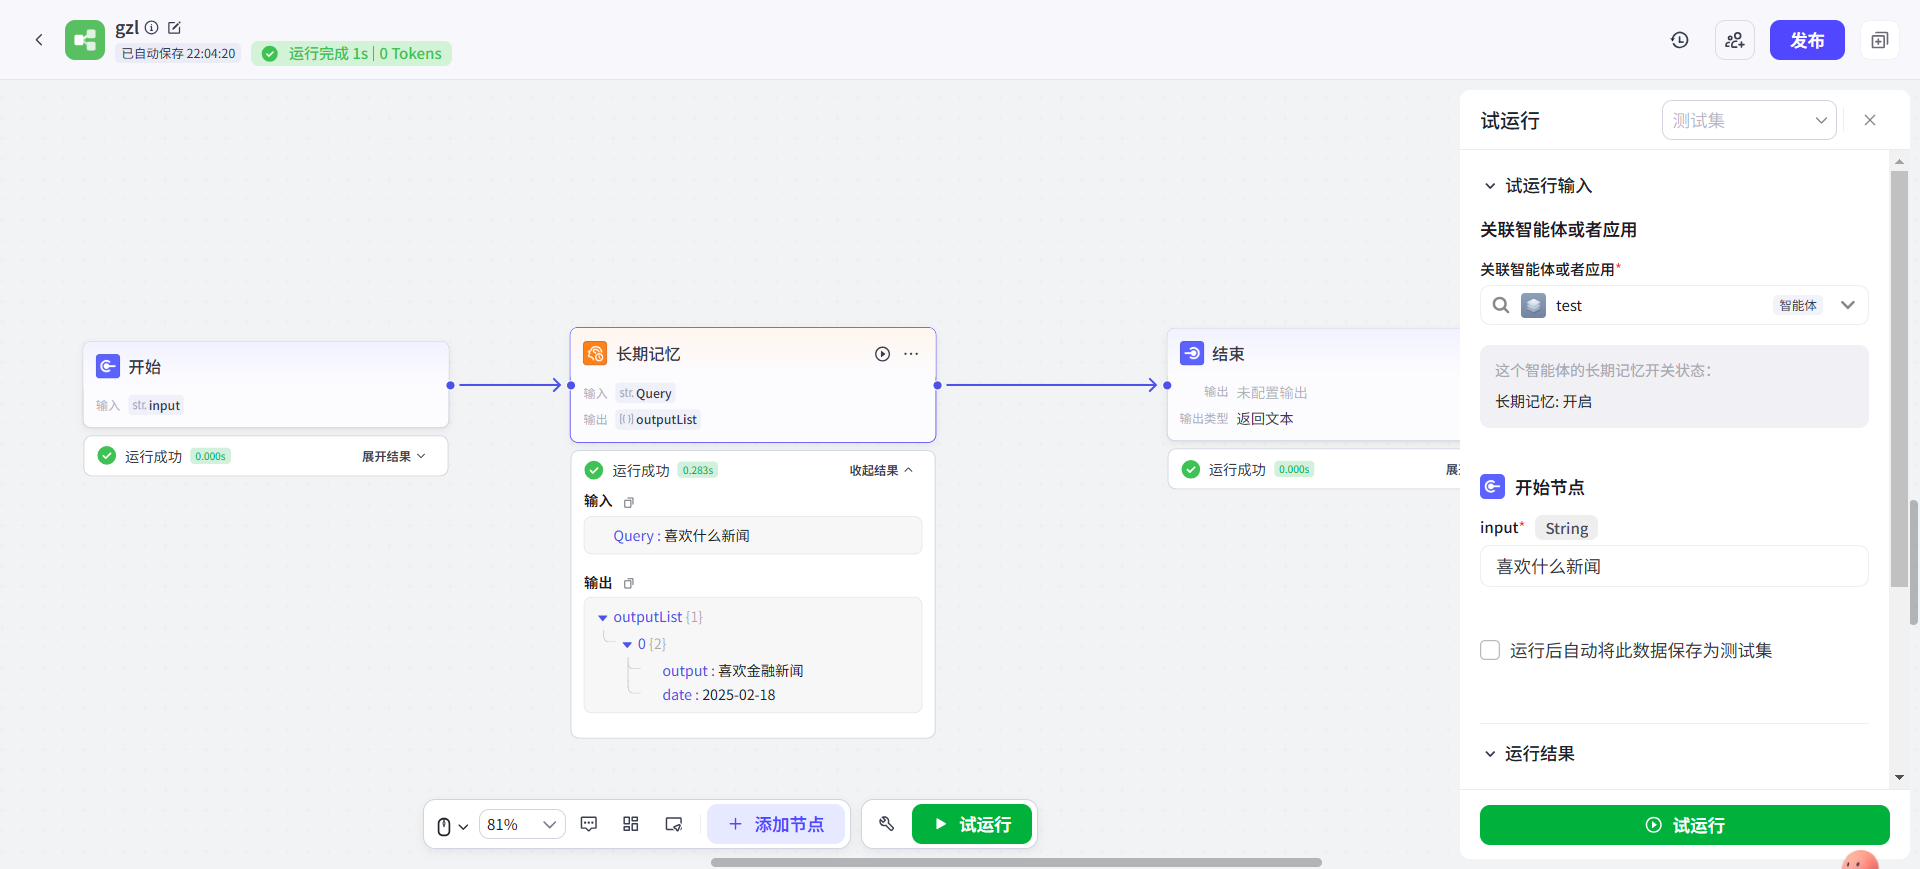 gzl
已自动保存 22:04:20
运行完成 1s | 0 Tokens
发布
开始
输入 str. input
运行成功 0.000s 展开结果
长期记忆
输入 str. Query
输出 [{}] outputList
运行成功 0.283s 收起结果
输入
Query : 喜欢什么新闻
输出
outputList {1}
0 {2}
output : 喜欢金融新闻
date : 2025-02-18
结束
输出 未配置输出
输出类型 返回文本
运行成功 0.000s
81%
添加节点
试运行
试运行
测试集
试运行输入
关联智能体或者应用
关联智能体或者应用*
test 智能体
这个智能体的长期记忆开关状态:
长期记忆: 开启
开始节点
input* String
喜欢什么新闻
运行后自动将此数据保存为测试集
运行结果
试运行